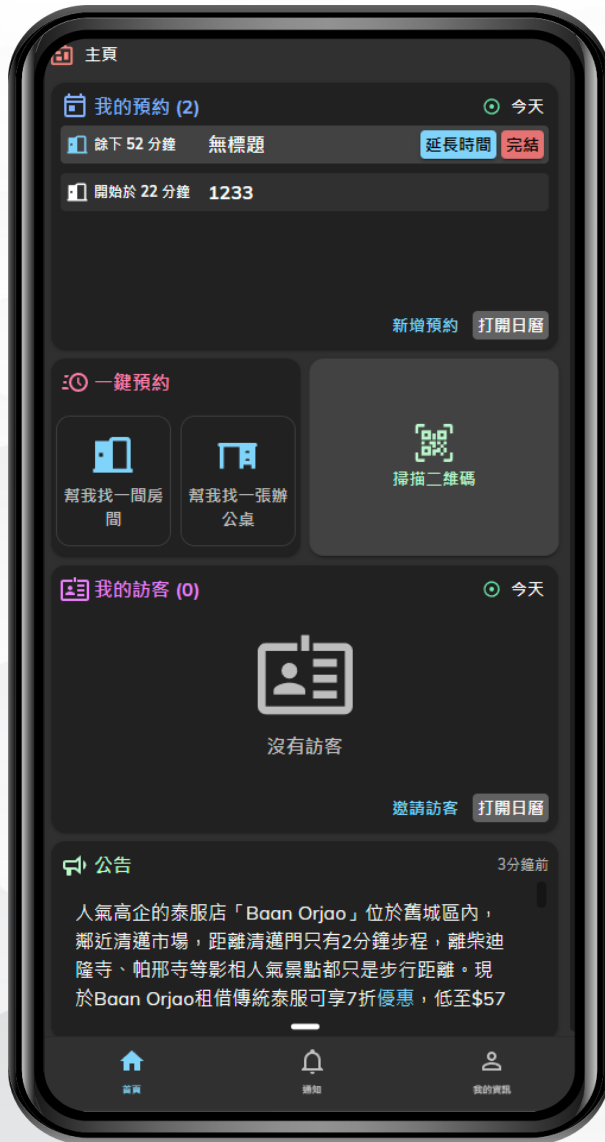 主頁
我的預約 (2)
今天
餘下 52 分鐘
無標題
延長時間
完結
開始於 22 分鐘
1233
新增預約
打開日曆
一鍵預約
幫我找一間房
間
幫我找一張辦
公桌
掃描二維碼
我的訪客 (0)
今天
沒有訪客
邀請訪客
打開日曆
公告
3分鐘前
人氣高企的泰服店「Baan Orjao」位於舊城區內，
鄰近清邁市場，距離清邁門只有2分鐘步程，離柴迪
隆寺、帕邢寺等影相人氣景點都只是步行距離。現
於Baan Orjao租借傳統泰服可享7折優惠，低至$57
首頁
通知
我的資訊